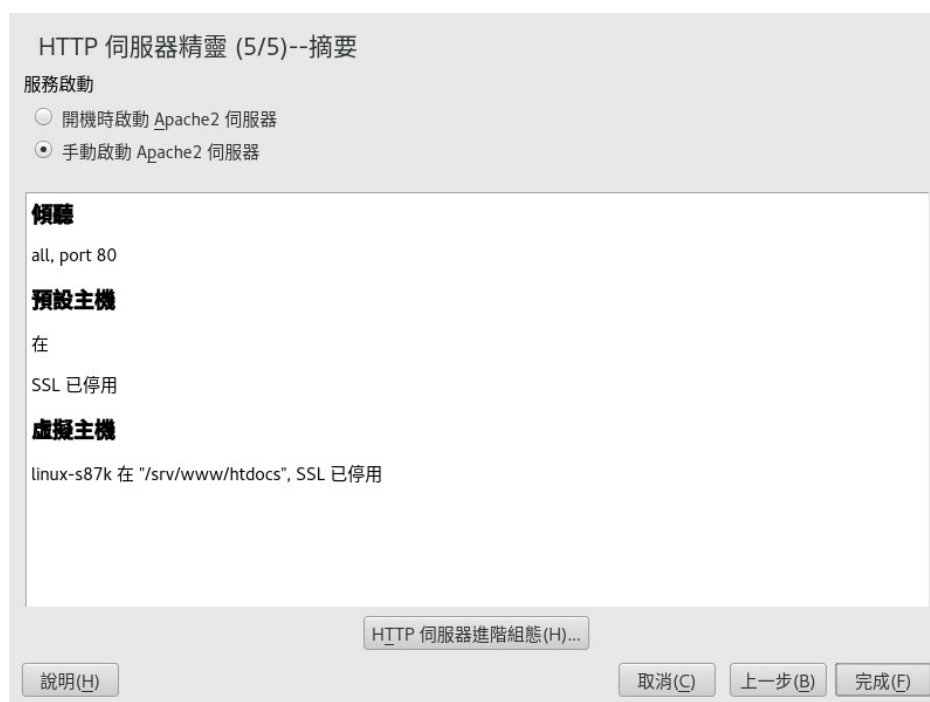 HTTP 伺服器精靈 (5/5)--摘要
服務啟動
開機時啟動 Apache2 伺服器
手動啟動 Apache2 伺服器
傾聽
all, port 80
預設主機
在
SSL 已停用
虛擬主機
linux-s87k 在 "/srv/www/htdocs", SSL 已停用
HTTP 伺服器進階組態(H)...
說明(H)
取消(C)
上一步(B)
完成(F)